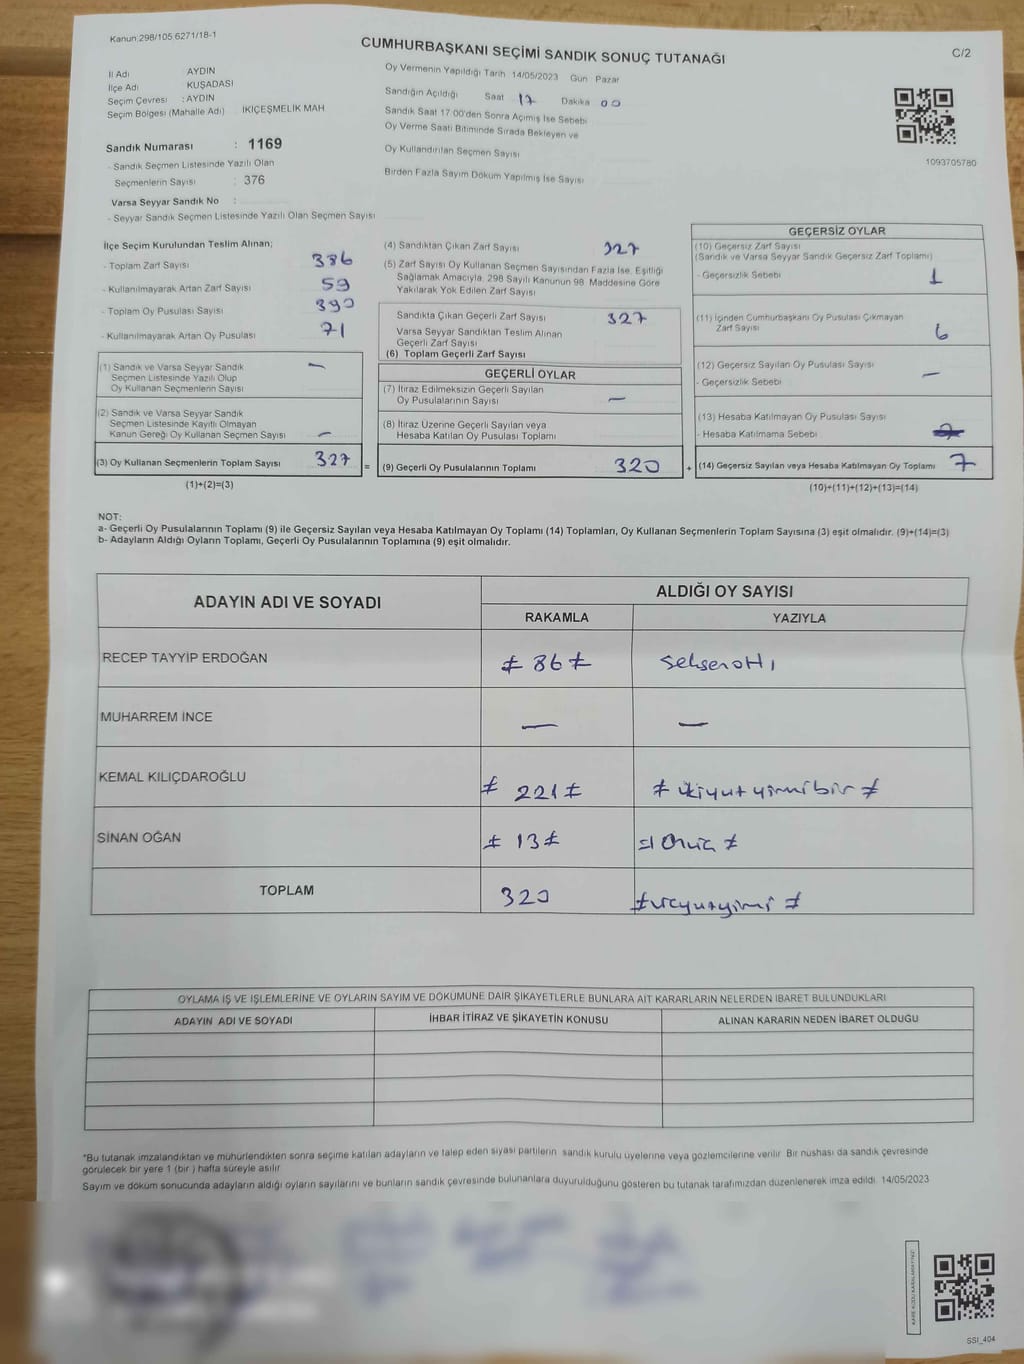 Kanun:298/105 6271/18-1
CUMHURBAŞKANI SEÇİMİ SANDIK SONUÇ TUTANAĞI
C/2
İl Adı AYDIN
İlçe Adı KUŞADASI
Seçim Çevresi : AYDIN
Seçim Bölgesi (Mahalle Adı) İKİÇEŞMELİK MAH
Oy Vermenin Yapıldığı Tarih 14/05/2023 Gün Pazar
Sandığın Açıldığı Saat 17 Dakika 00
Sandık Saat 17:00'den Sonra Açımış İse Sebebi
Oy Verme Saati Bitiminde Sırada Bekleyen ve
Oy Kullandırılan Seçmen Sayısı
Birden Fazla Sayım Döküm Yapılmış İse Sayısı
1093705780
Sandık Numarası : 1169
- Sandık Seçmen Listesinde Yazılı Olan
Seçmenlerin Sayısı : 376
Varsa Seyyar Sandık No :
- Seyyar Sandık Seçmen Listesinde Yazılı Olan Seçmen Sayısı
İlçe Seçim Kurulundan Teslim Alınan;
- Toplam Zarf Sayısı 386
- Kullanılmayarak Artan Zarf Sayısı 59
- Toplam Oy Pusulası Sayısı 390
- Kullanılmayarak Artan Oy Pusulası 71
(1) Sandık ve Varsa Seyyar Sandık
Seçmen Listesinde Yazılı Olup
Oy Kullanan Seçmenlerin Sayısı —
(2) Sandık ve Varsa Seyyar Sandık
Seçmen Listesinde Kayıtlı Olmayan
Kanun Gereği Oy Kullanan Seçmen Sayısı —
(3) Oy Kullanan Seçmenlerin Toplam Sayısı 327
(1)+(2)=(3)
(4) Sandıktan Çıkan Zarf Sayısı 327
(5) Zarf Sayısı Oy Kullanan Seçmen Sayısından Fazla İse, Eşitliği
Sağlamak Amacıyla, 298 Sayılı Kanunun 98. Maddesine Göre
Yakılarak Yok Edilen Zarf Sayısı
Sandıkta Çıkan Geçerli Zarf Sayısı 327
Varsa Seyyar Sandıktan Teslim Alınan
Geçerli Zarf Sayısı
(6) Toplam Geçerli Zarf Sayısı
GEÇERLİ OYLAR
(7) İtiraz Edilmeksizin Geçerli Sayılan
Oy Pusulalarının Sayısı —
(8) İtiraz Üzerine Geçerli Sayılan veya
Hesaba Katılan Oy Pusulası Toplamı
= (9) Geçerli Oy Pusulalarının Toplamı 320
GEÇERSİZ OYLAR
(10) Geçersiz Zarf Sayısı
(Sandık ve Varsa Seyyar Sandık Geçersiz Zarf Toplamı)
- Geçersizlik Sebebi 1
(11) İçinden Cumhurbaşkanı Oy Pusulası Çıkmayan
Zarf Sayısı 6
(12) Geçersiz Sayılan Oy Pusulası Sayısı
- Geçersizlik Sebebi —
(13) Hesaba Katılmayan Oy Pusulası Sayısı
- Hesaba Katılmama Sebebi
+ (14) Geçersiz Sayılan veya Hesaba Katılmayan Oy Toplamı 7
(10)+(11)+(12)+(13)=(14)
NOT:
a- Geçerli Oy Pusulalarının Toplamı (9) ile Geçersiz Sayılan veya Hesaba Katılmayan Oy Toplamı (14) Toplamları, Oy Kullanan Seçmenlerin Toplam Sayısına (3) eşit olmalıdır. (9)+(14)=(3)
b- Adayların Aldığı Oyların Toplamı, Geçerli Oy Pusulalarının Toplamına (9) eşit olmalıdır.
ADAYIN ADI VE SOYADI
ALDIĞI OY SAYISI
RAKAMLA YAZIYLA
RECEP TAYYİP ERDOĞAN ≠ 86 ≠ seksenaltı
MUHARREM İNCE — —
KEMAL KILIÇDAROĞLU ≠ 221 ≠ ≠ ikiyüzyirmibir ≠
SİNAN OĞAN ≠ 13 ≠ ≠ Onüç ≠
TOPLAM 320 ≠ üçyüzyirmi ≠
OYLAMA İŞ VE İŞLEMLERİNE VE OYLARIN SAYIM VE DÖKÜMÜNE DAİR ŞİKAYETLERLE BUNLARA AİT KARARLARIN NELERDEN İBARET BULUNDUKLARI
ADAYIN ADI VE SOYADI İHBAR İTİRAZ VE ŞİKAYETİN KONUSU ALINAN KARARIN NEDEN İBARET OLDUĞU
*Bu tutanak imzalandıktan ve mühürlendikten sonra seçime katılan adayların ve talep eden siyasi partilerin sandık kurulu üyelerine veya gözlemcilerine verilir. Bir nüshası da sandık çevresinde
görülecek bir yere 1 (bir ) hafta süreyle asılır
Sayım ve döküm sonucunda adayların aldığı oyların sayılarını ve bunların sandık çevresinde bulunanlara duyurulduğunu gösteren bu tutanak tarafımızdan düzenlenerek imza edildi. 14/05/2023
SSİ_404